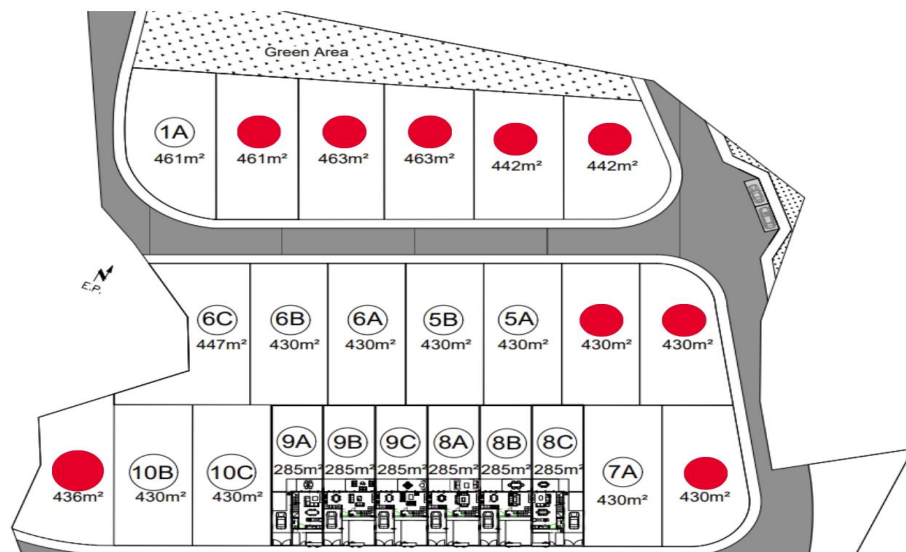 Green Area
1A
461m² 461m² 463m² 463m² 442m² 442m²
E.P.
6C 6B 6A 5B 5A
447m² 430m² 430m² 430m² 430m² 430m² 430m²
9A 9B 9C 8A 8B 8C
10B 10C 7A
285m² 285m² 285m² 285m² 285m² 285m²
436m² 430m² 430m² 430m² 430m²